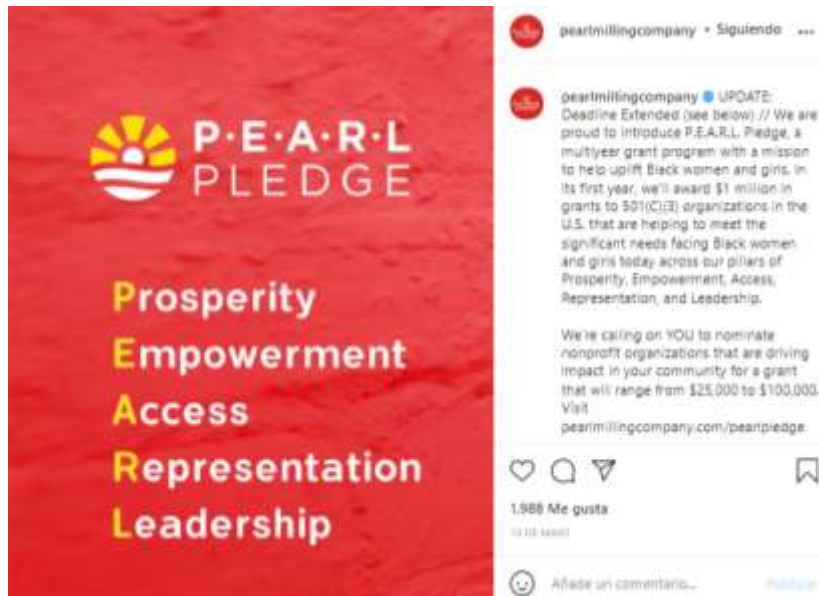 P·E·A·R·L
PLEDGE
Prosperity
Empowerment
Access
Representation
Leadership
pearlmillingcompany • Siguiendo
pearlmillingcompany UPDATE:
Deadline Extended (see below) // We are
proud to introduce P.E.A.R.L. Pledge, a
multiyear grant program with a mission
to help uplift Black women and girls. In
its first year, we'll award $1 million in
grants to 501(C)(3) organizations in the
U.S. that are helping to meet the
significant needs facing Black women
and girls today across our pillars of
Prosperity, Empowerment, Access,
Representation, and Leadership.
We're calling on YOU to nominate
nonprofit organizations that are driving
impact in your community for a grant
that will range from $25,000 to $100,000.
Visit
pearlmillingcompany.com/pearlpledge
1.988 Me gusta
DE MAYO
Añade un comentario...
Publicar